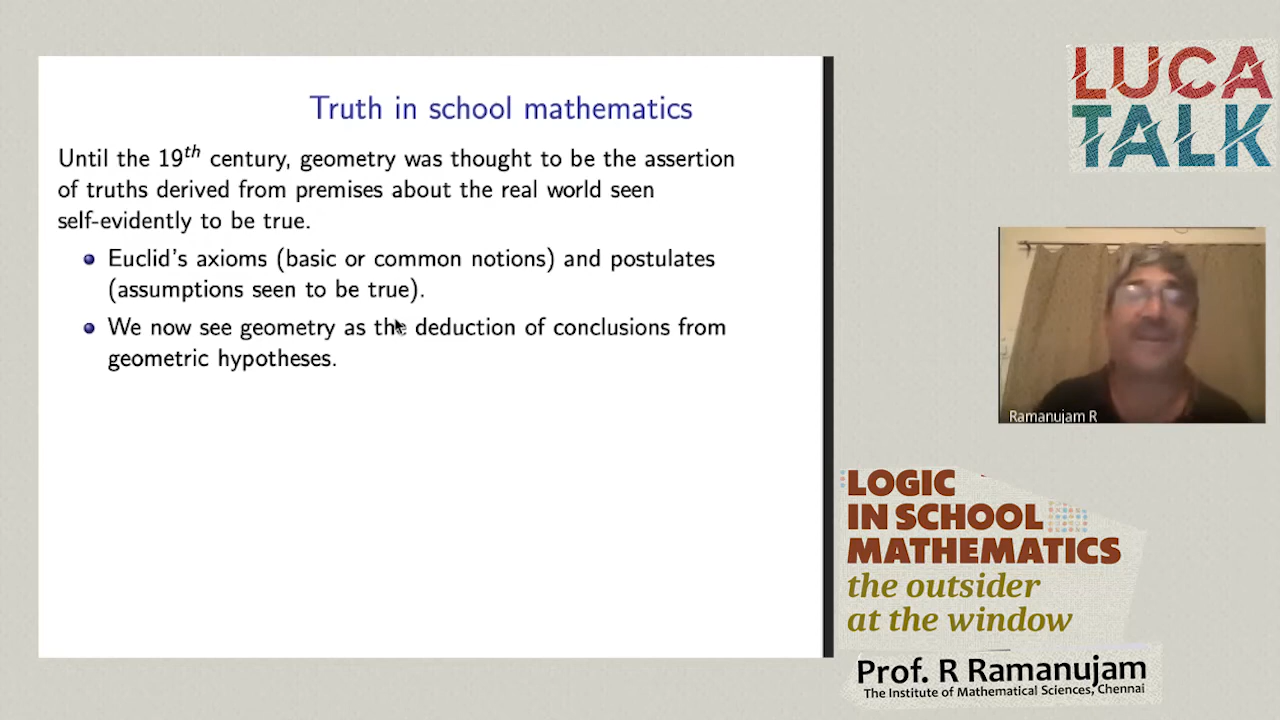 Truth in school mathematics
Until the 19th century, geometry was thought to be the assertion
of truths derived from premises about the real world seen
self-evidently to be true.
Euclid's axioms (basic or common notions) and postulates
(assumptions seen to be true).
We now see geometry as the deduction of conclusions from
geometric hypotheses.
LUCA
TALK
Ramanujam R
LOGIC
IN SCHOOL
MATHEMATICS
the outsider
at the window
Prof. R Ramanujam
The Institute of Mathematical Sciences, Chennai